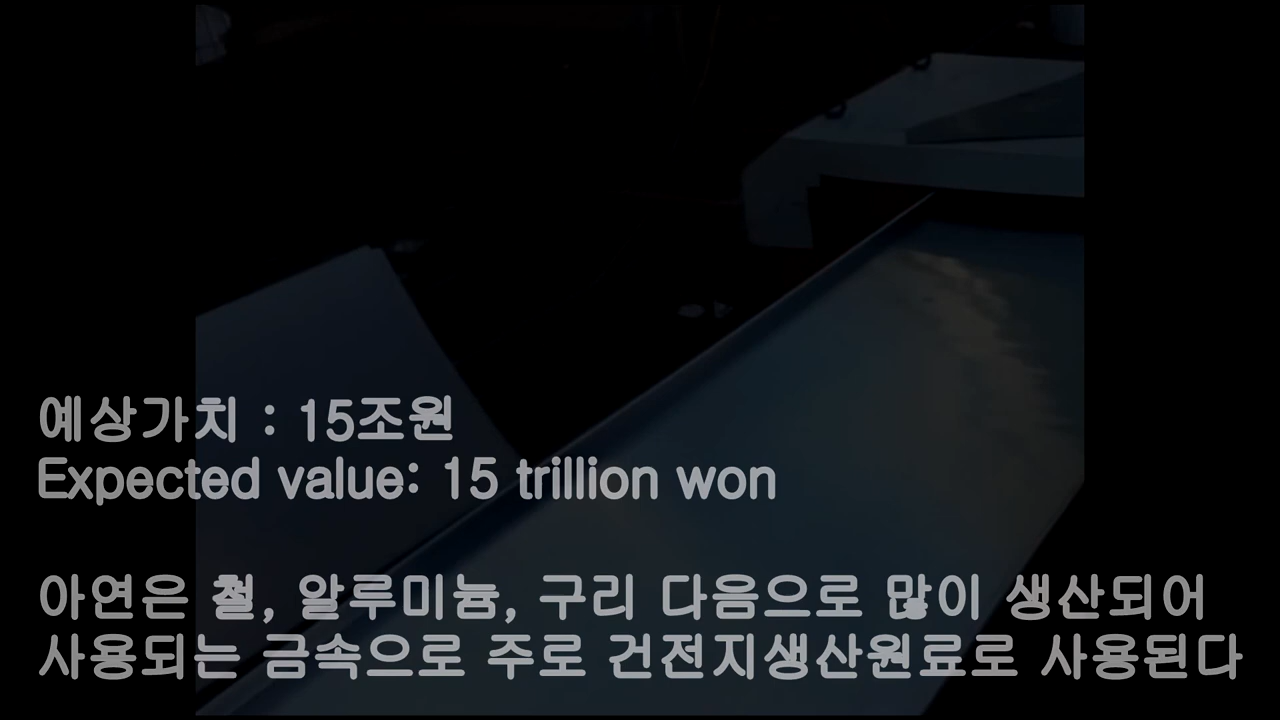 예상가치 : 15조원
Expected value: 15 trillion won
아연은 철, 알루미늄, 구리 다음으로 많이 생산되어
사용되는 금속으로 주로 건전지생산원료로 사용된다